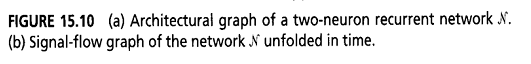 FIGURE 15.10 (a) Architectural graph of a two-neuron recurrent network 𝒩.
(b) Signal-flow graph of the network 𝒩 unfolded in time.